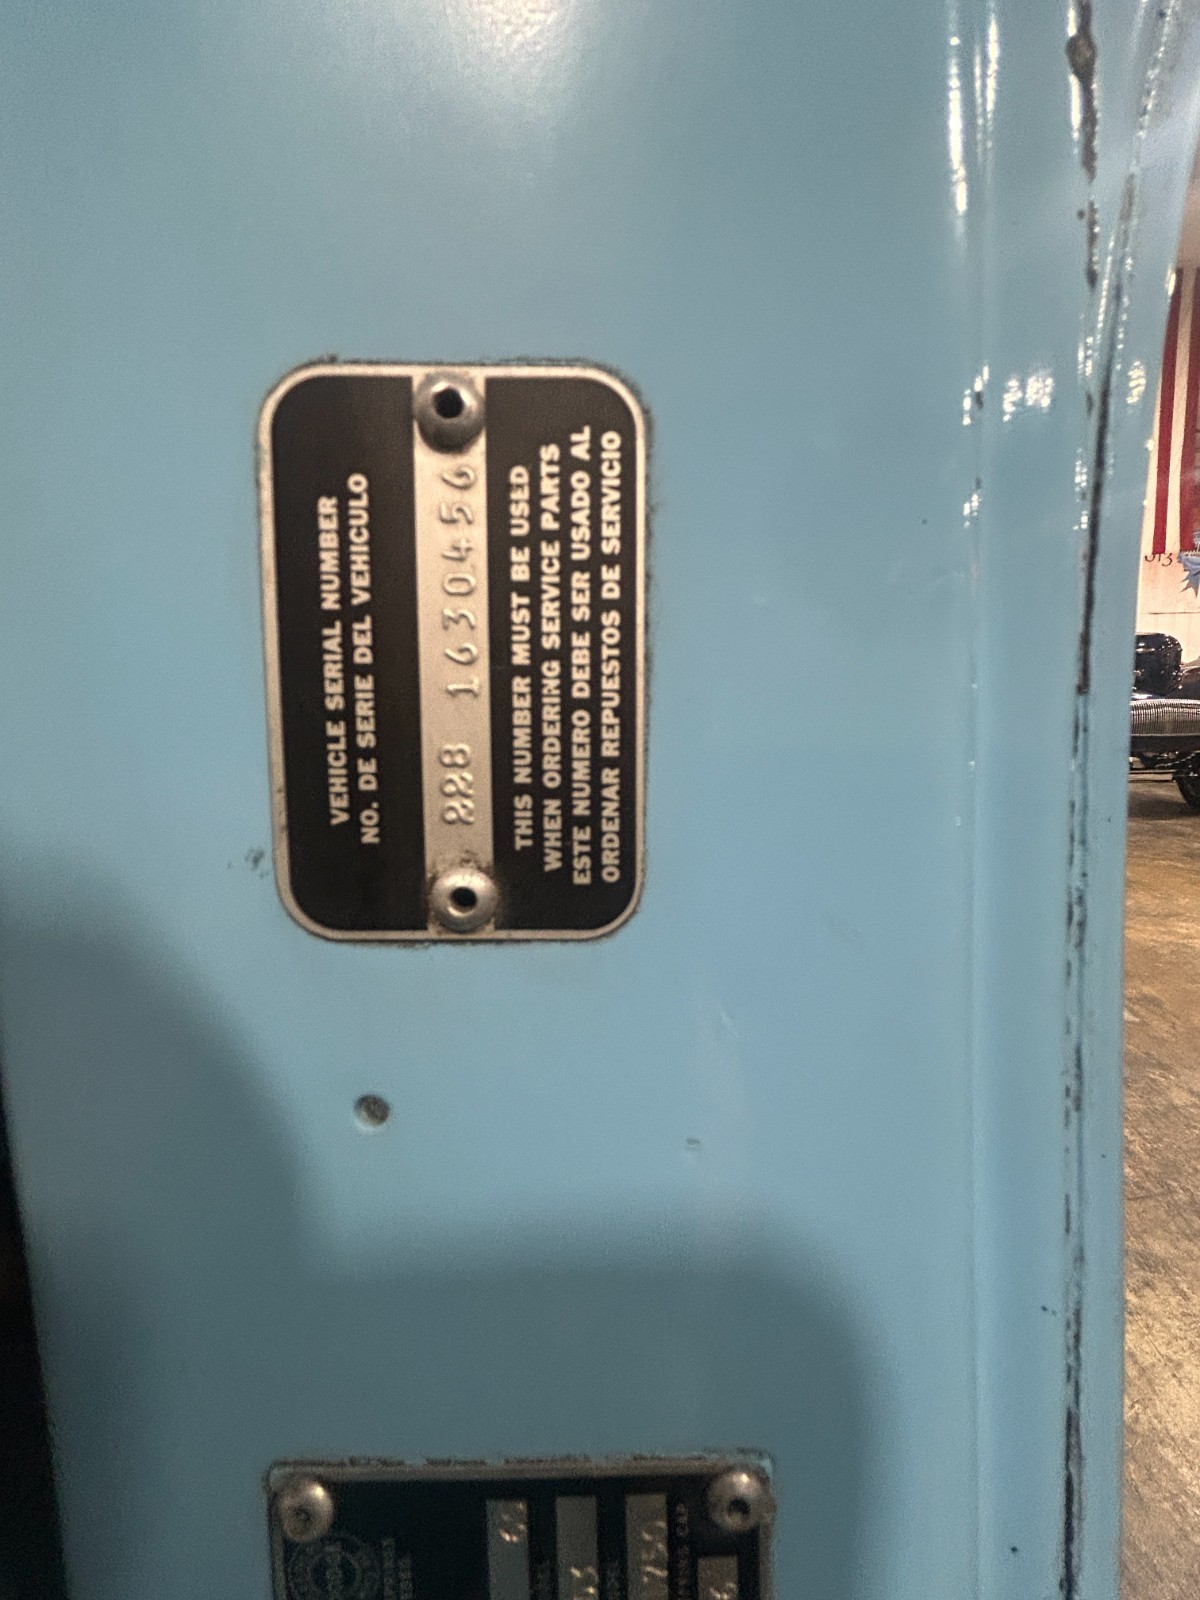 VEHICLE SERIAL NUMBER
NO. DE SERIE DEL VEHICULO
228 1630456
THIS NUMBER MUST BE USED
WHEN ORDERING SERVICE PARTS
ESTE NUMERO DEBE SER USADO AL
ORDENAR REPUESTOS DE SERVICIO